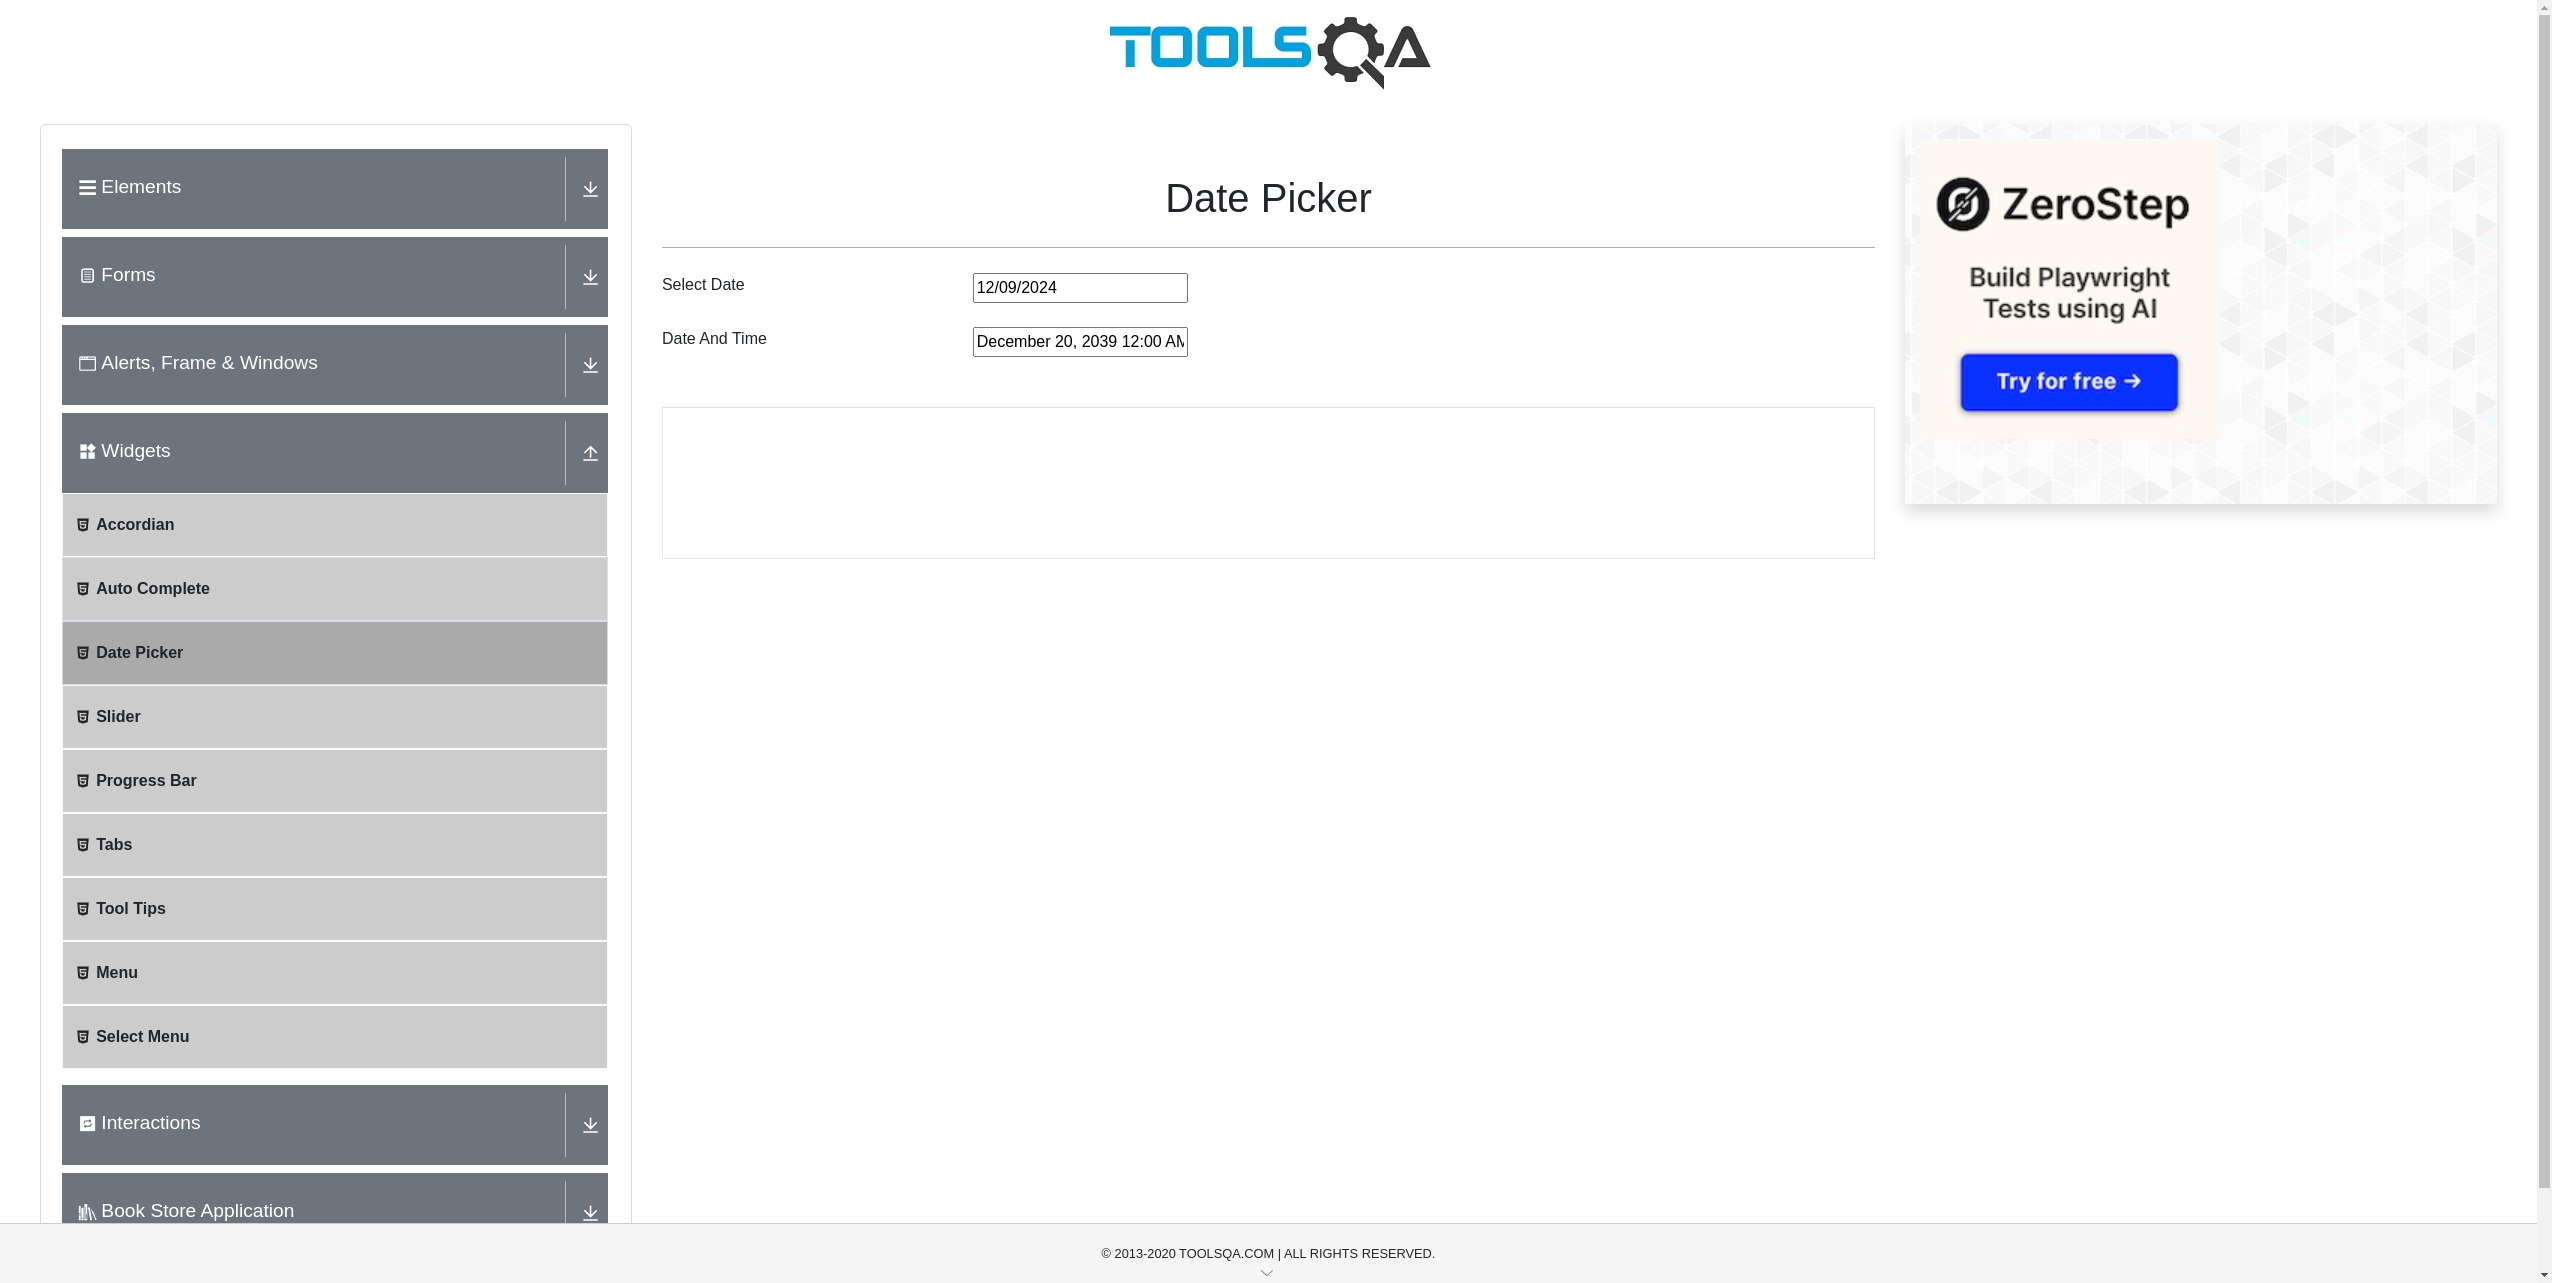 TOOLSQA
Elements
Forms
Alerts, Frame & Windows
Widgets
Accordian
Auto Complete
Date Picker
Slider
Progress Bar
Tabs
Tool Tips
Menu
Select Menu
Interactions
Book Store Application
Date Picker
Select Date
12/09/2024
Date And Time
December 20, 2039 12:00 AM
ZeroStep
Build Playwright
Tests using AI
Try for free →
© 2013-2020 TOOLSQA.COM | ALL RIGHTS RESERVED.